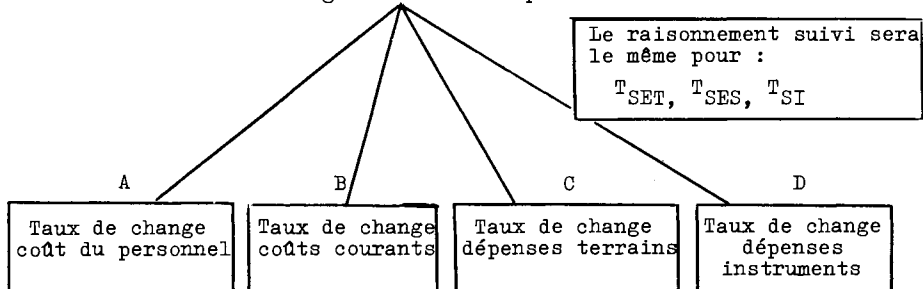 Le raisonnement suivi sera
le même pour :
T_SET, T_SES, T_SI
A B C D
Taux de change
coût du personnel
Taux de change
coûts courants
Taux de change
dépenses terrains
Taux de change
dépenses
instruments